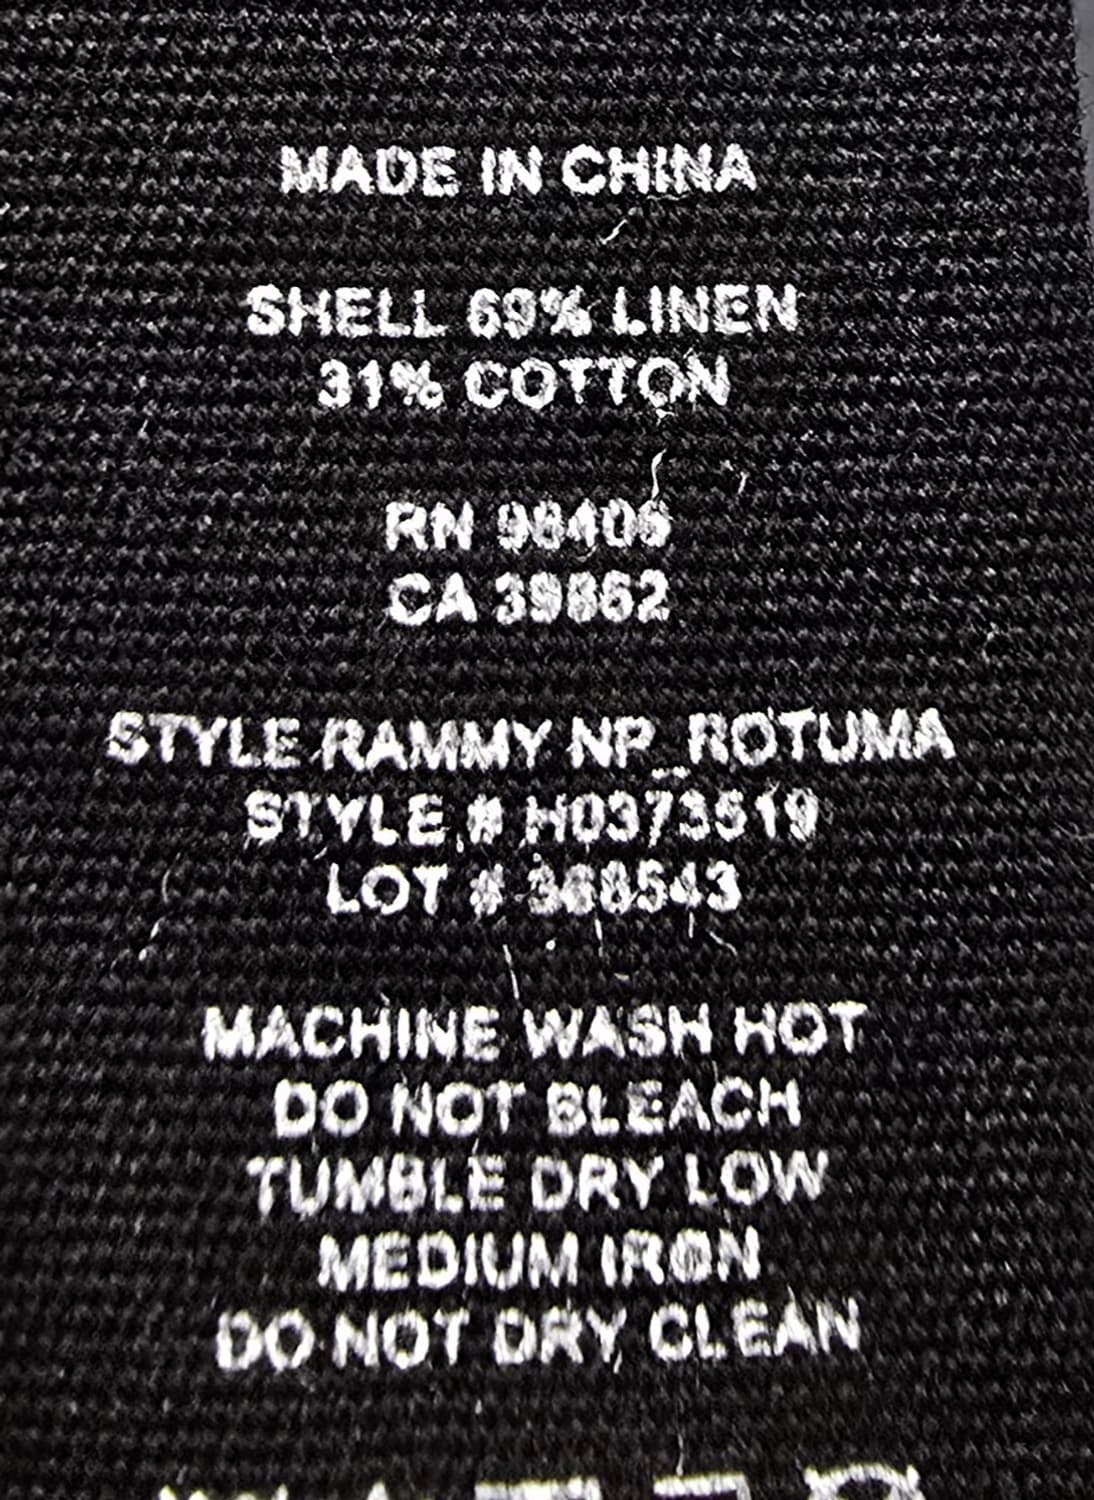 MADE IN CHINA
SHELL 69% LINEN
31% COTTON
RN 98406
CA 39862
STYLE RAMMY NP_ROTUMA
STYLE # H0373519
LOT # 368543
MACHINE WASH HOT
DO NOT BLEACH
TUMBLE DRY LOW
MEDIUM IRON
DO NOT DRY CLEAN